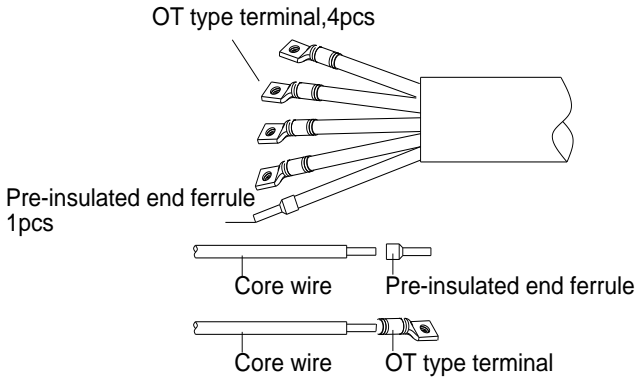 OT type terminal,4pcs
Pre-insulated end ferrule
1pcs
Core wire
Pre-insulated end ferrule
Core wire
OT type terminal